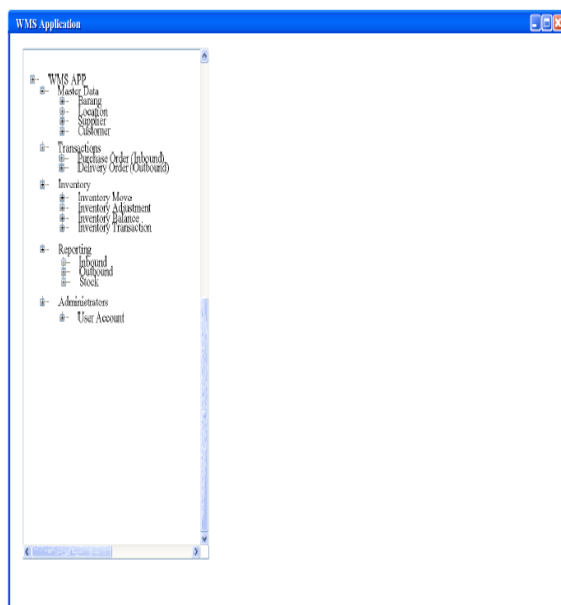 WMS Application
WMS APP
Master Data
Barang
Location
Supplier
Customer
Transactions
Purchase Order (Inbound)
Delivery Order (Outbound)
Inventory
Inventory Move
Inventory Adjustment
Inventory Balance
Inventory Transaction
Reporting
Inbound
Outbound
Stock
Administrators
User Account